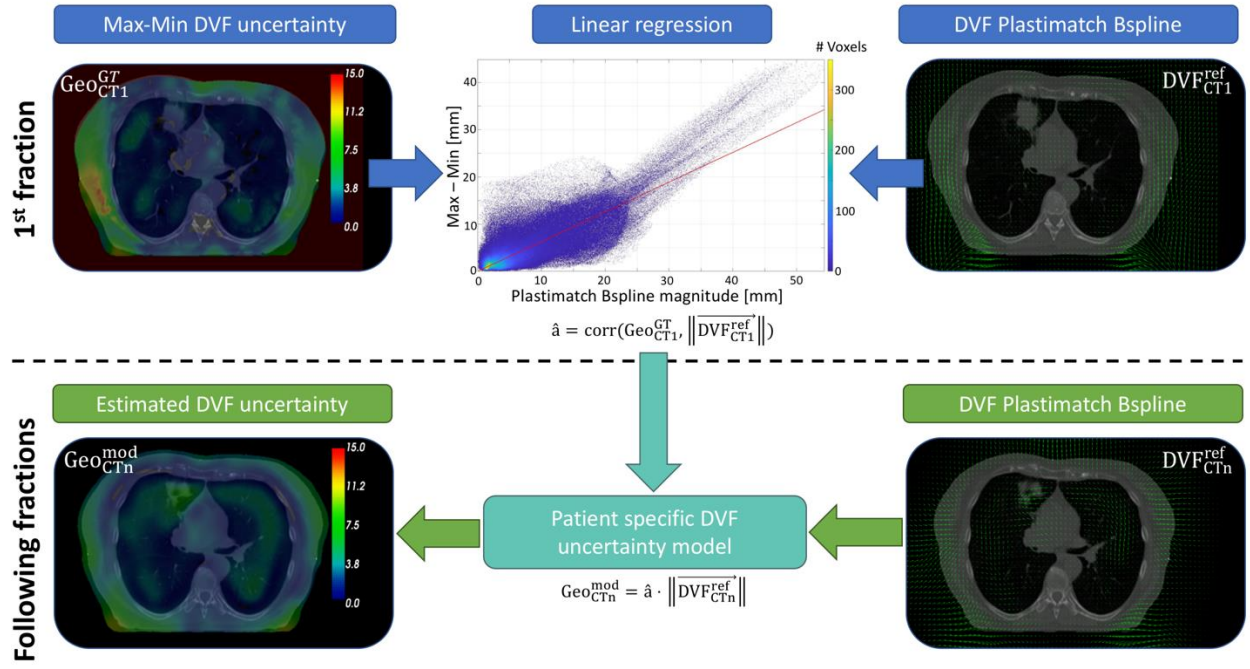 Max-Min DVF uncertainty
Linear regression
DVF Plastimatch Bspline
1st fraction
Geo^GT_CT1
15.0
11.2
7.5
3.8
0.0
# Voxels
Max – Min [mm]
40
30
20
10
0
0
10
20
30
40
50
Plastimatch Bspline magnitude [mm]
300
200
100
0
DVF^ref_CT1
â = corr(Geo^GT_CT1, ‖DVF^ref_CT1‖)
Following fractions
Estimated DVF uncertainty
DVF Plastimatch Bspline
Geo^mod_CTn
15.0
11.2
7.5
3.8
0.0
Patient specific DVF
uncertainty model
Geo^mod_CTn = â · ‖DVF^ref_CTn‖
DVF^ref_CTn